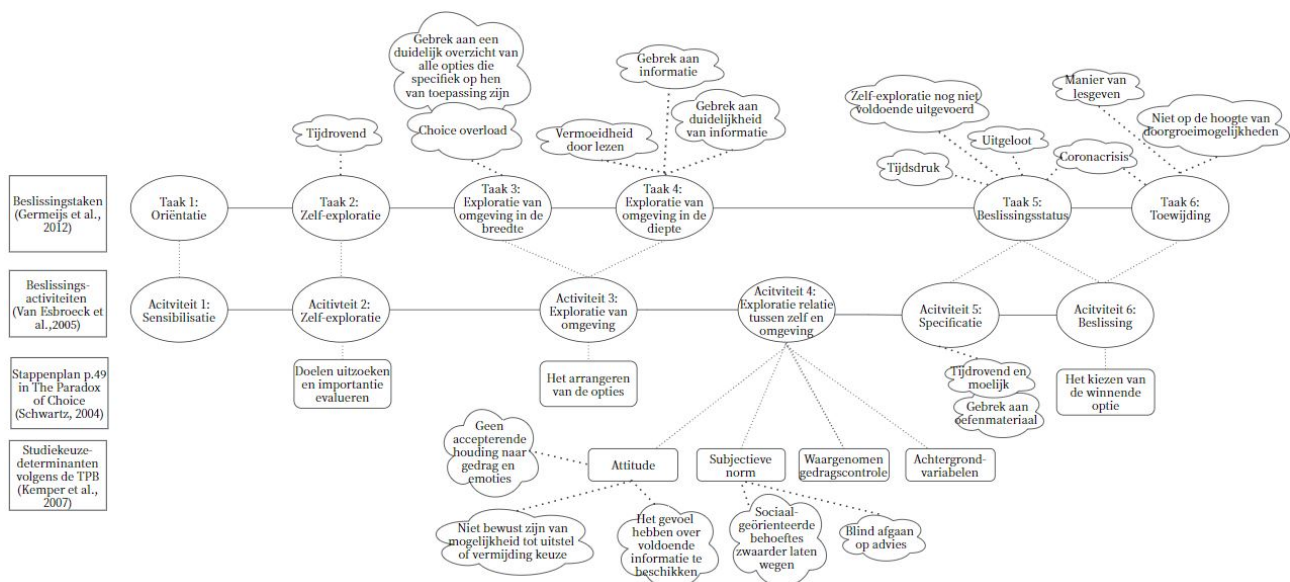 Gebrek aan een
duidelijk overzicht van
alle opties die
specifiek op hen
van toepassing zijn
Gebrek aan
informatie
Manier van
lesgeven
Zelf-exploratie nog niet
voldoende uitgevoerd
Niet op de hoogte van
doorgroeimogelijkheden
Tijdrovend
Choice overload
Vermoeidheid
door lezen
Gebrek aan
duidelijkheid
van informatie
Uitgeloot
Tijdsdruk
Coronacrisis
Beslissingstaken
(Germeijs et al.,
2012)
Taak 1:
Oriëntatie
Taak 2:
Zelf-exploratie
Taak 3:
Exploratie van
omgeving in de
breedte
Taak 4:
Exploratie van
omgeving in de
diepte
Taak 5:
Beslissingsstatus
Taak 6:
Toewijding
Beslissings-
activiteiten
(Van Esbroeck et
al.,2005)
Acitviteit 1:
Sensibilisatie
Acitivteit 2:
Zelf-exploratie
Activiteit 3:
Exploratie van
omgeving
Acitviteit 4:
Exploratie relatie
tussen zelf en
omgeving
Acitviteit 5:
Specificatie
Acitviteit 6:
Beslissing
Stappenplan p.49
in The Paradox
of Choice
(Schwartz, 2004)
Doelen uitzoeken
en importantie
evalueren
Het arrangeren
van de opties
Tijdrovend en
moelijk
Gebrek aan
oefenmateriaal
Het kiezen van
de winnende
optie
Studiekeuze-
determinanten
volgens de TPB
(Kemper et al.,
2007)
Geen
accepterende
houding naar
gedrag en
emoties
Attitude
Subjectieve
norm
Waargenomen
gedragscontrole
Achtergrond-
variabelen
Niet bewust zijn van
mogelijkheid tot uitstel
of vermijding keuze
Het gevoel
hebben over
voldoende
informatie te
beschikken
Sociaal-
geörienteerde
behoeftes
zwaarder laten
wegen
Blind afgaan
op advies